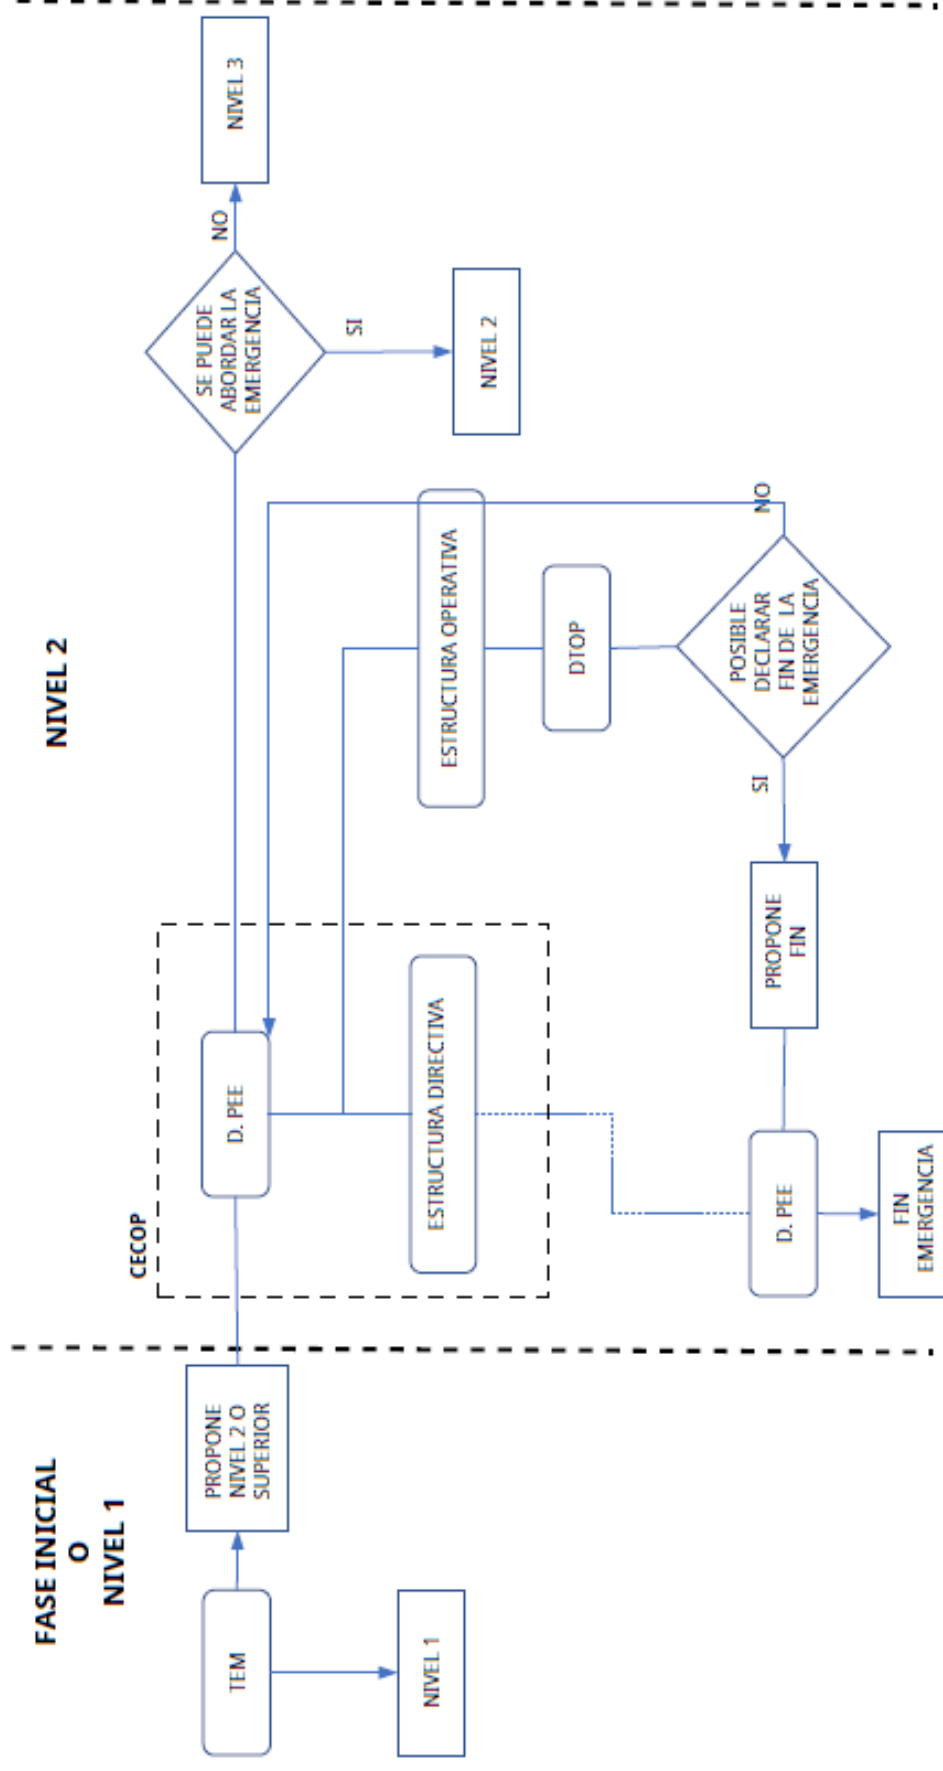 FASE INICIAL
O
NIVEL 1
NIVEL 2
TEM
PROPONE
NIVEL 2 O
SUPERIOR
NIVEL 1
CECOP
D. PEE
ESTRUCTURA DIRECTIVA
SE PUEDE
ABORDAR LA
EMERGENCIA
NO
NIVEL 3
SI
NIVEL 2
ESTRUCTURA OPERATIVA
DTOP
POSIBLE
DECLARAR
FIN DE LA
EMERGENCIA
NO
SI
PROPONE
FIN
D. PEE
FIN
EMERGENCIA